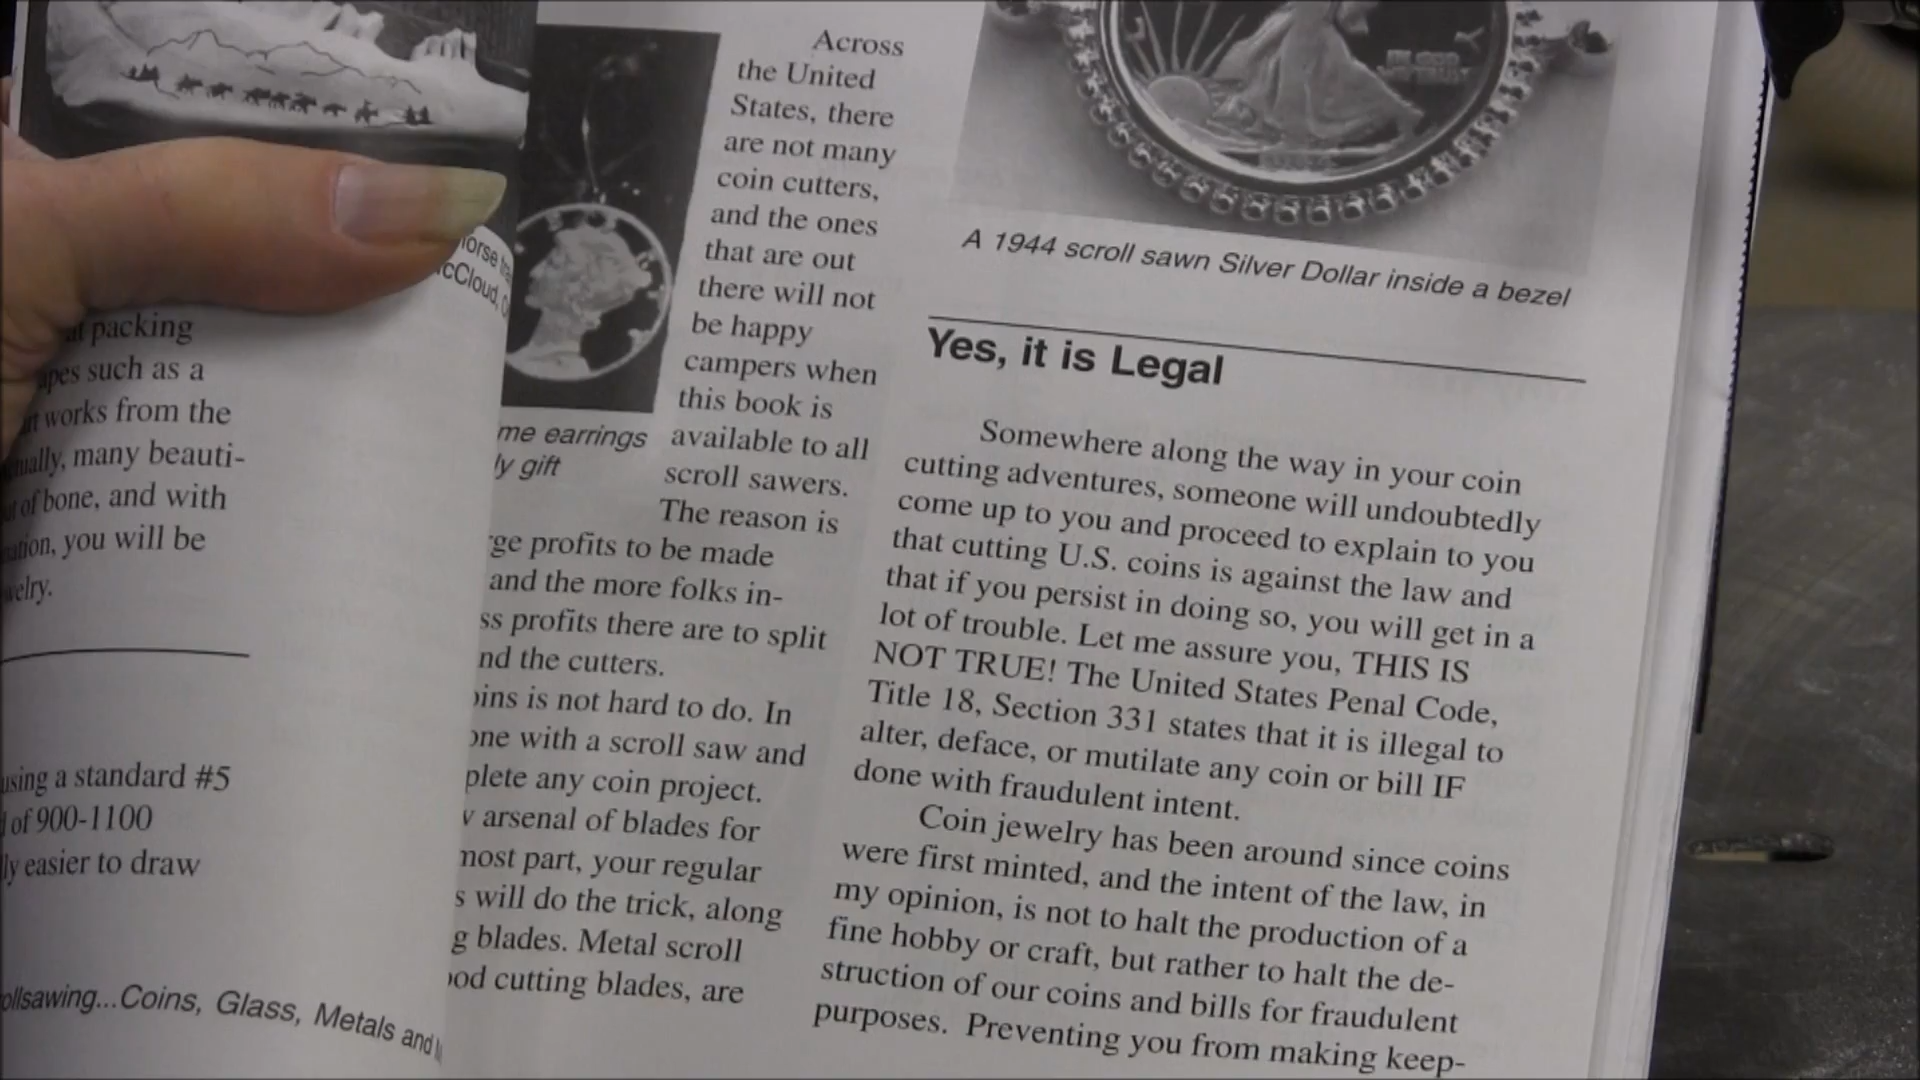 horse
cCloud,
packing
such as a
works from the
many beauti-
of bone, and with
you will be
using a standard #5
of 900-1100
easier to draw
Coins, Glass, Metals and
me earrings
ly gift
Across
the United
States, there
are not many
coin cutters,
and the ones
that are out
there will not
be happy
campers when
this book is
available to all
scroll sawers.
The reason is
profits to be made
and the more folks in-
profits there are to split
the cutters.
is not hard to do. In
with a scroll saw and
any coin project.
arsenal of blades for
most part, your regular
will do the trick, along
blades. Metal scroll
cutting blades, are
A 1944 scroll sawn Silver Dollar inside a bezel
Yes, it is Legal
Somewhere along the way in your coin
cutting adventures, someone will undoubtedly
come up to you and proceed to explain to you
that cutting U.S. coins is against the law and
that if you persist in doing so, you will get in a
lot of trouble. Let me assure you, THIS IS
NOT TRUE! The United States Penal Code,
Title 18, Section 331 states that it is illegal to
alter, deface, or mutilate any coin or bill IF
done with fraudulent intent.
Coin jewelry has been around since coins
were first minted, and the intent of the law, in
my opinion, is not to halt the production of a
fine hobby or craft, but rather to halt the de-
struction of our coins and bills for fraudulent
purposes. Preventing you from making keep-